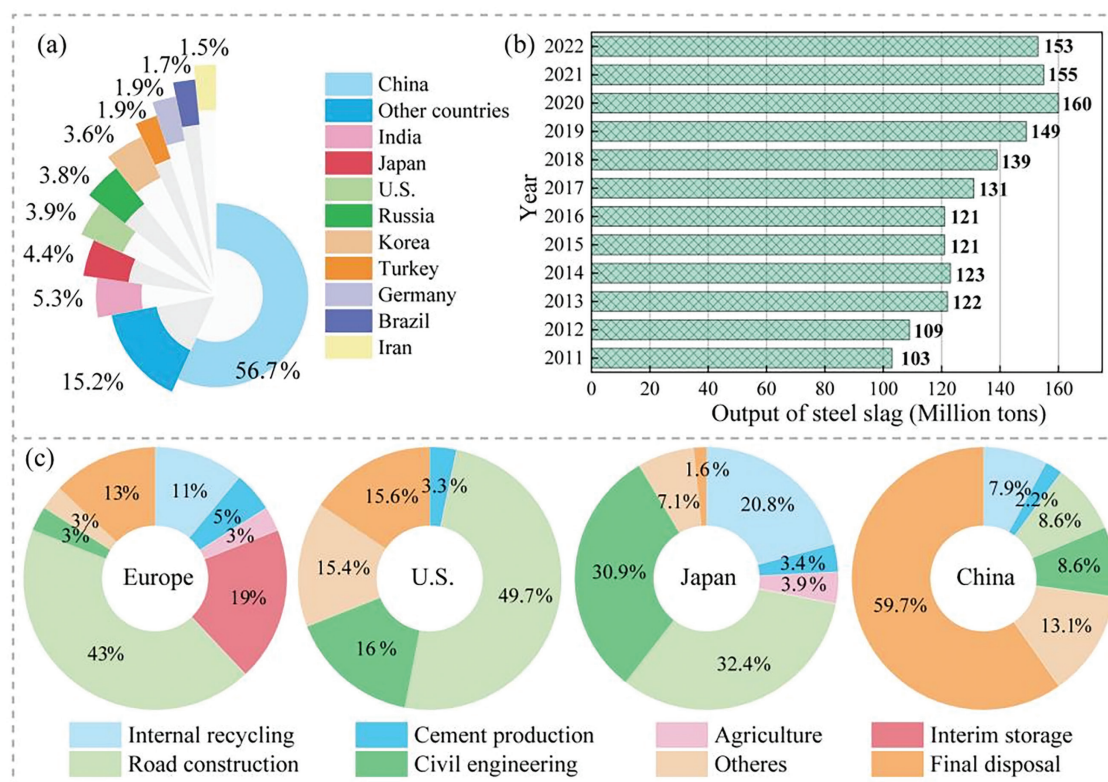 (a)
1.5%
1.7%
1.9%
1.9%
3.6%
3.8%
3.9%
4.4%
5.3%
15.2%
56.7%
China
Other countries
India
Japan
U.S.
Russia
Korea
Turkey
Germany
Brazil
Iran
(b)
Year
2022
153
2021
155
2020
160
2019
149
2018
139
2017
131
2016
121
2015
121
2014
123
2013
122
2012
109
2011
103
0 20 40 60 80 100 120 140 160
Output of steel slag (Million tons)
(c)
Europe
11%
5%
3%
19%
43%
3%
3%
13%
U.S.
3.3 %
49.7%
16 %
15.4%
15.6%
Japan
20.8%
3.4%
3.9%
32.4%
30.9%
7.1%
1.6%
China
7.9%
2.2%
8.6%
8.6%
13.1%
59.7%
Internal recycling Cement production Agriculture Interim storage
Road construction Civil engineering Otheres Final disposal